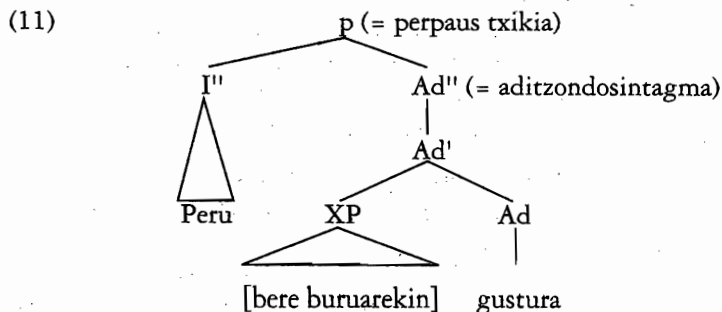 (11) p (= perpaus txikia)
I" Ad" (= aditzondosintagma)
Ad'
Peru XP Ad
[bere buruarekin] gustura